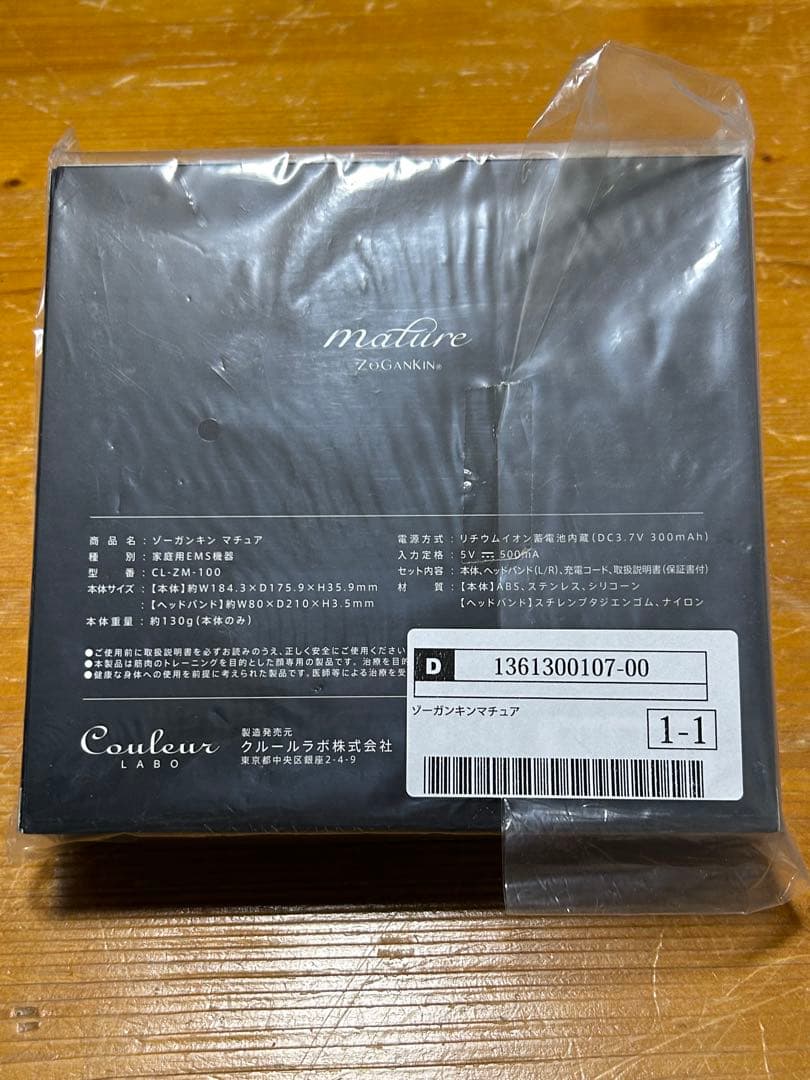 mature
ZOGANKIN®
商品名：ゾーガンキン マチュア
種別：家庭用EMS機器
型番：CL-ZM-100
本体サイズ：【本体】約W184.3×D175.9×H35.9mm
：【ヘッドバンド】約W80×D210×H3.5mm
本体重量：約130g(本体のみ)
電源方式：リチウムイオン蓄電池内蔵(DC3.7V 300mAh)
入力定格：5V ⎓ 500mA
セット内容：本体、ヘッドバンド(L/R)、充電コード、取扱説明書(保証書付)
材質：【本体】ABS、ステンレス、シリコーン
【ヘッドバンド】スチレンブタジエンゴム、ナイロン
●ご使用前に取扱説明書を必ずお読みのうえ、正しく安全にご使用ください
●本製品は筋肉のトレーニングを目的とした顔専用の製品です。治療を目的
●健康な身体への使用を前提に考えられた製品です。医師等による治療を受
Couleur
LABO
製造発売元
クルールラボ株式会社
東京都中央区銀座2-4-9
D
1361300107-00
ゾーガンキンマチュア
1-1